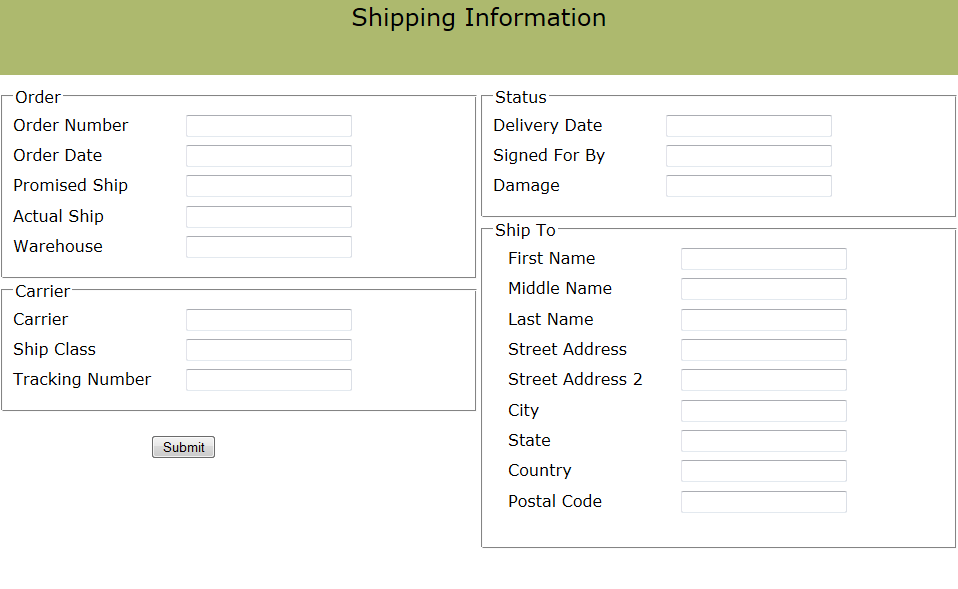 Shipping Information
Order
Order Number
Order Date
Promised Ship
Actual Ship
Warehouse
Carrier
Carrier
Ship Class
Tracking Number
Submit
Status
Delivery Date
Signed For By
Damage
Ship To
First Name
Middle Name
Last Name
Street Address
Street Address 2
City
State
Country
Postal Code